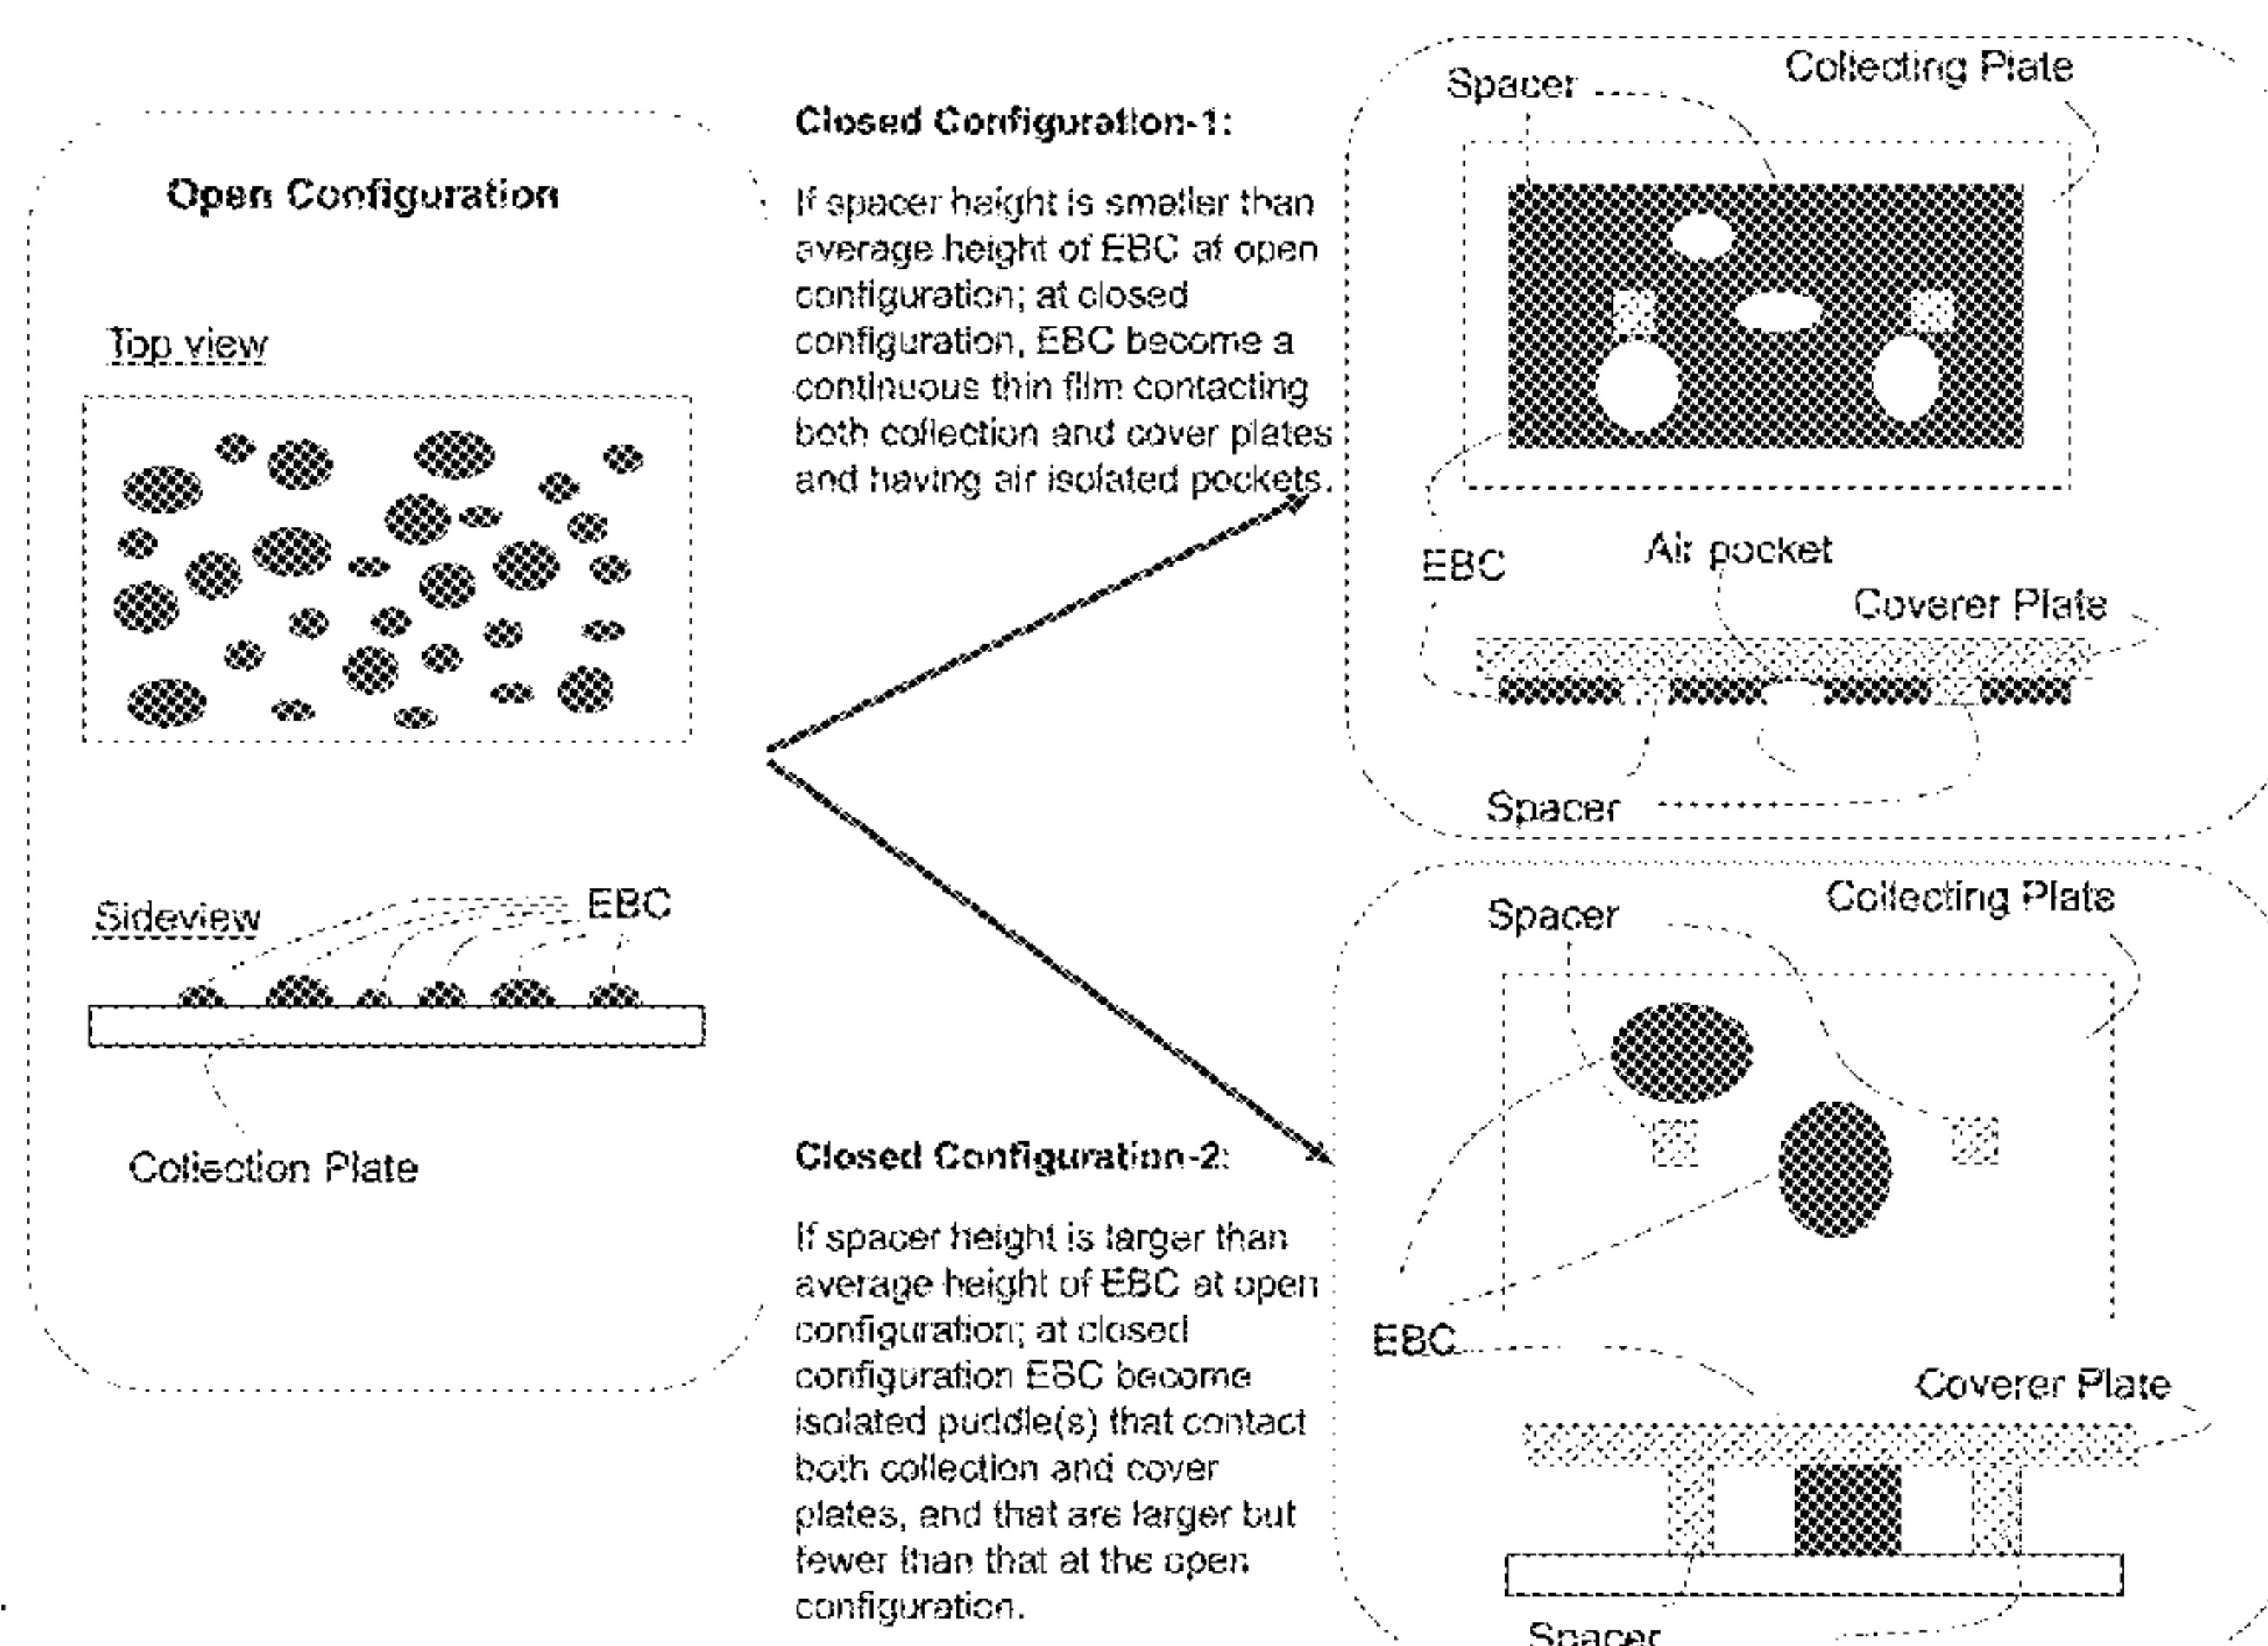 Open Configuration
Top view
Sideview
EBC
Collection Plate
Closed Configuration-1:
If spacer height is smaller than
average height of EBC at open
configuration; at closed
configuration, EBC become a
continuous thin film contacting
both collection and cover plates
and having air isolated pockets.
Closed Configuration-2:
If spacer height is larger than
average height of EBC at open
configuration; at closed
configuration EBC become
isolated puddle(s) that contact
both collection and cover
plates, and that are larger but
fewer than that at the open
configuration.
Spacer
Collecting Plate
EBC
Air pocket
Coverer Plate
Spacer
Spacer
Collecting Plate
EBC
Coverer Plate
Spacer